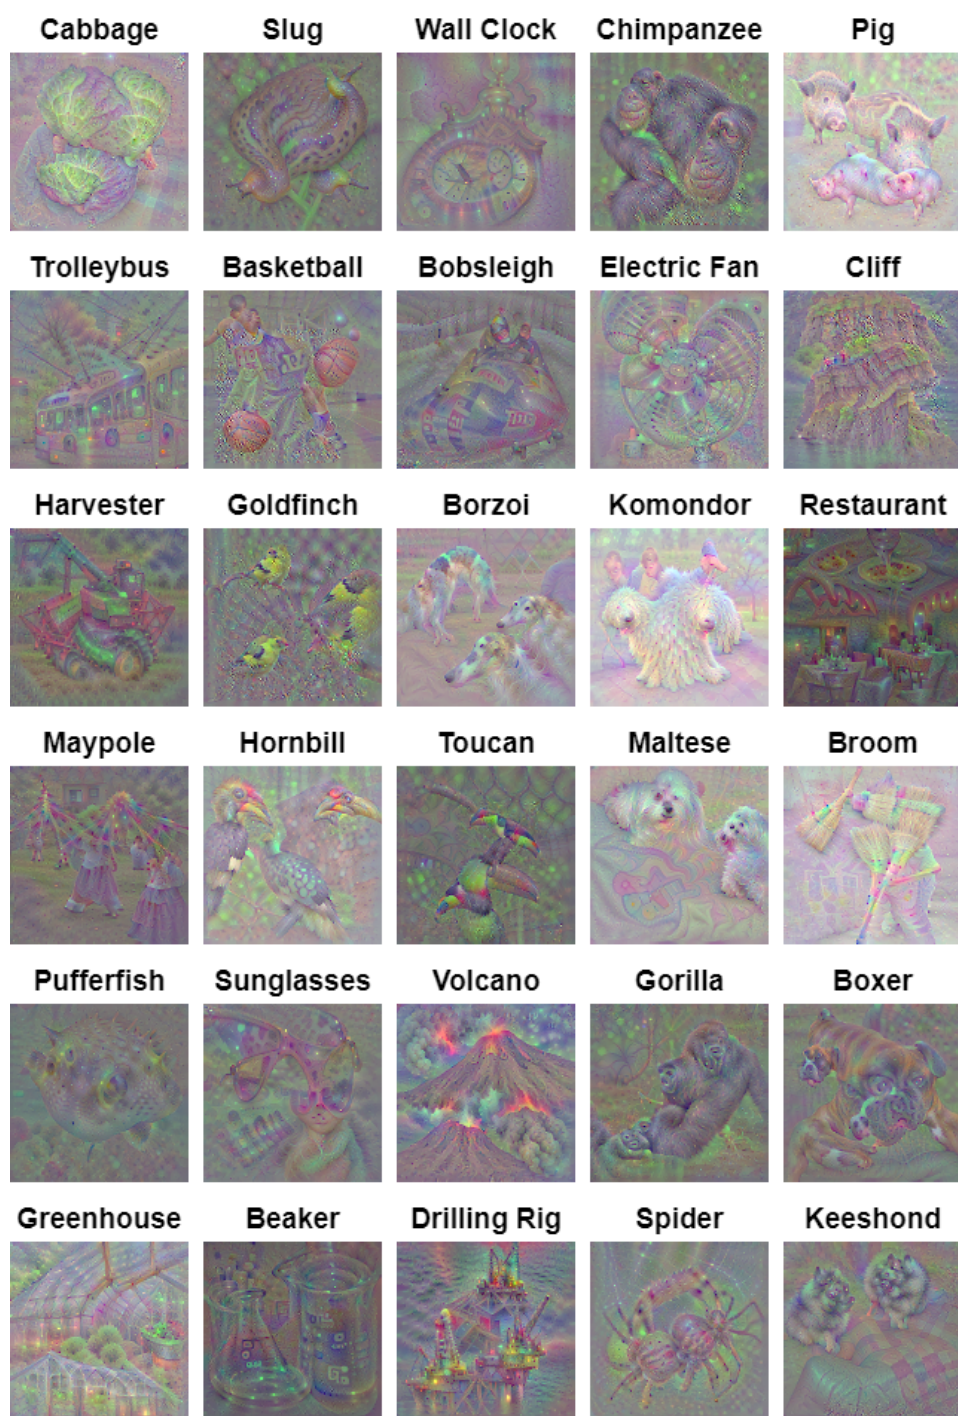 Cabbage Slug Wall Clock Chimpanzee Pig
Trolleybus Basketball Bobsleigh Electric Fan Cliff
Harvester Goldfinch Borzoi Komondor Restaurant
Maypole Hornbill Toucan Maltese Broom
Pufferfish Sunglasses Volcano Gorilla Boxer
Greenhouse Beaker Drilling Rig Spider Keeshond